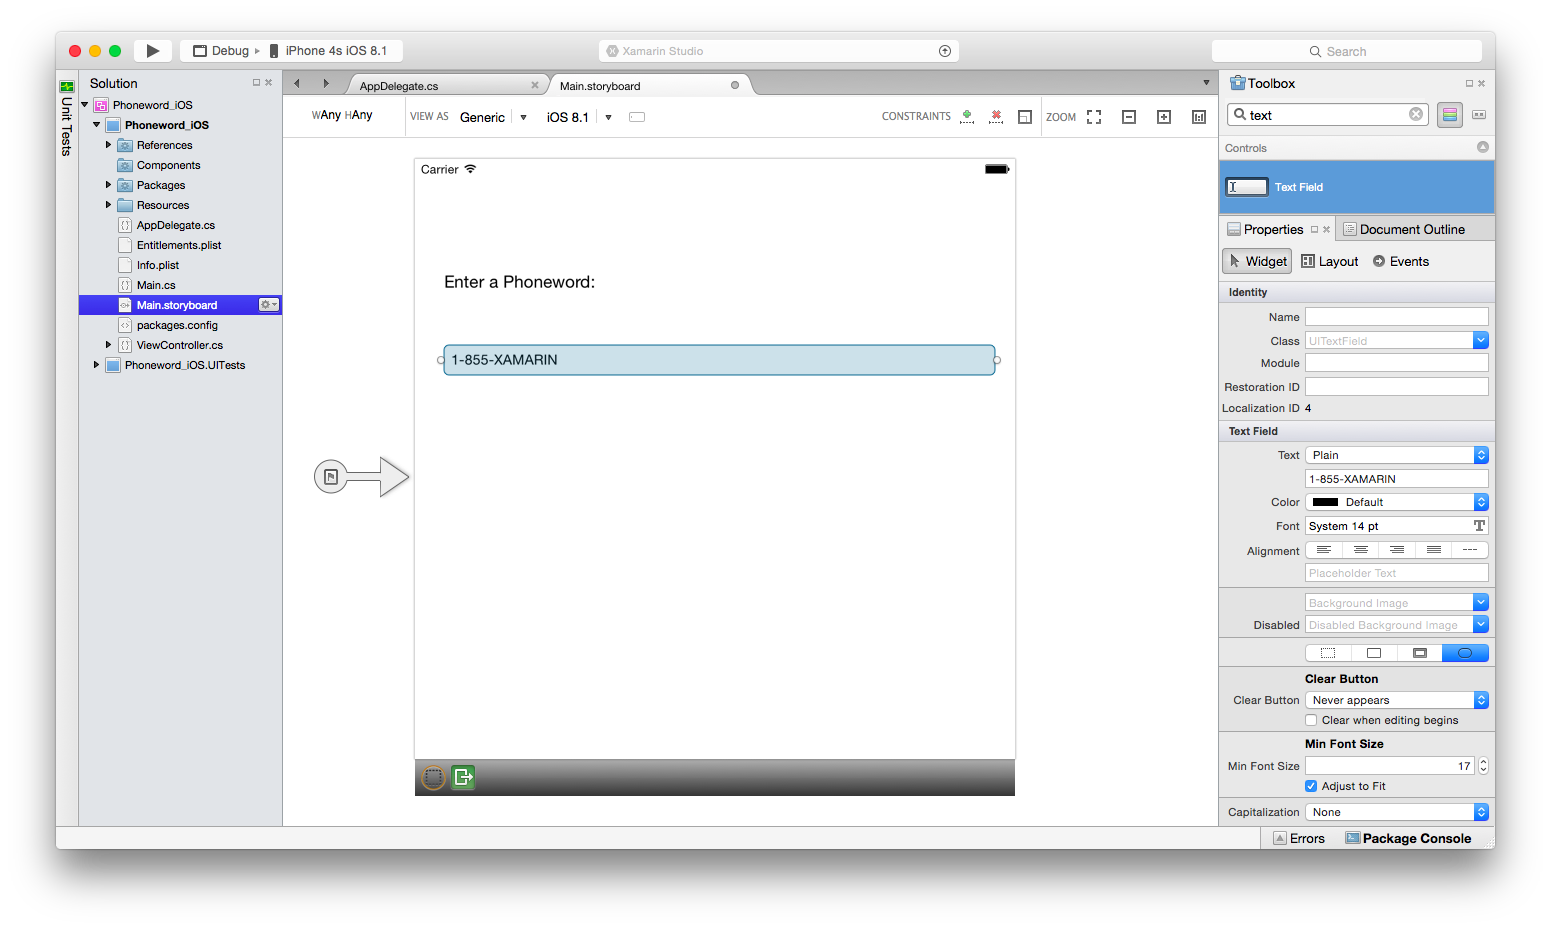 Debug
iPhone 4s iOS 8.1
Xamarin Studio
Search
Unit Tests
Solution
Phoneword_iOS
Phoneword_iOS
References
Components
Packages
Resources
AppDelegate.cs
Entitlements.plist
Info.plist
Main.cs
Main.storyboard
packages.config
ViewController.cs
Phoneword_iOS.UITests
AppDelegate.cs
Main.storyboard
wAny hAny
VIEW AS
Generic
iOS 8.1
CONSTRAINTS
ZOOM
Carrier
Enter a Phoneword:
1-855-XAMARIN
Toolbox
text
Controls
Text Field
Properties
Document Outline
Widget
Layout
Events
Identity
Name
Class UITextField
Module
Restoration ID
Localization ID 4
Text Field
Text Plain
1-855-XAMARIN
Color Default
Font System 14 pt
Alignment
Placeholder Text
Background Image
Disabled Disabled Background Image
Clear Button
Clear Button Never appears
Clear when editing begins
Min Font Size
Min Font Size 17
Adjust to Fit
Capitalization None
Errors
Package Console